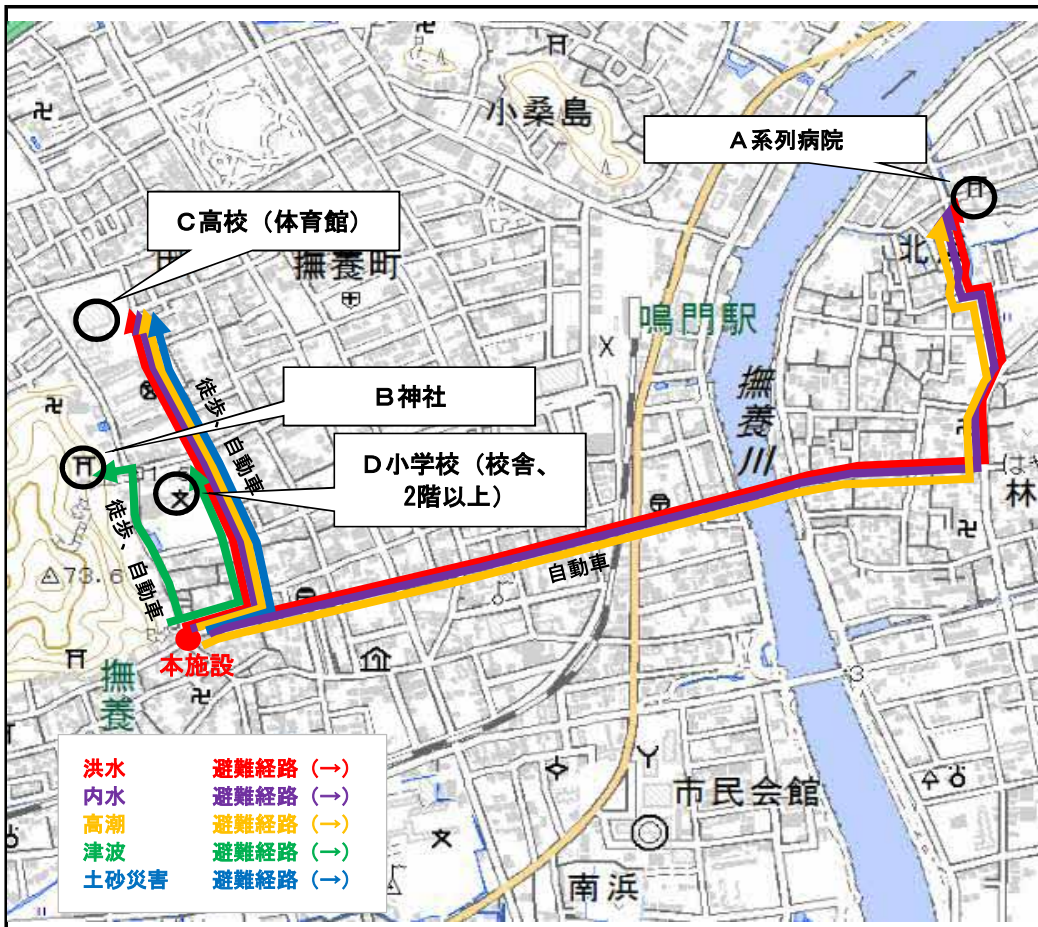 小桑島
A系列病院
C高校（体育館）
撫養町
北
鳴門駅
撫養川
B神社
徒歩、自動車
D小学校（校舎、
2階以上）
はや
林
徒歩、自動車
73.6
自動車
本施設
撫養
市民会館
南浜
洪水　避難経路（→）
内水　避難経路（→）
高潮　避難経路（→）
津波　避難経路（→）
土砂災害　避難経路（→）